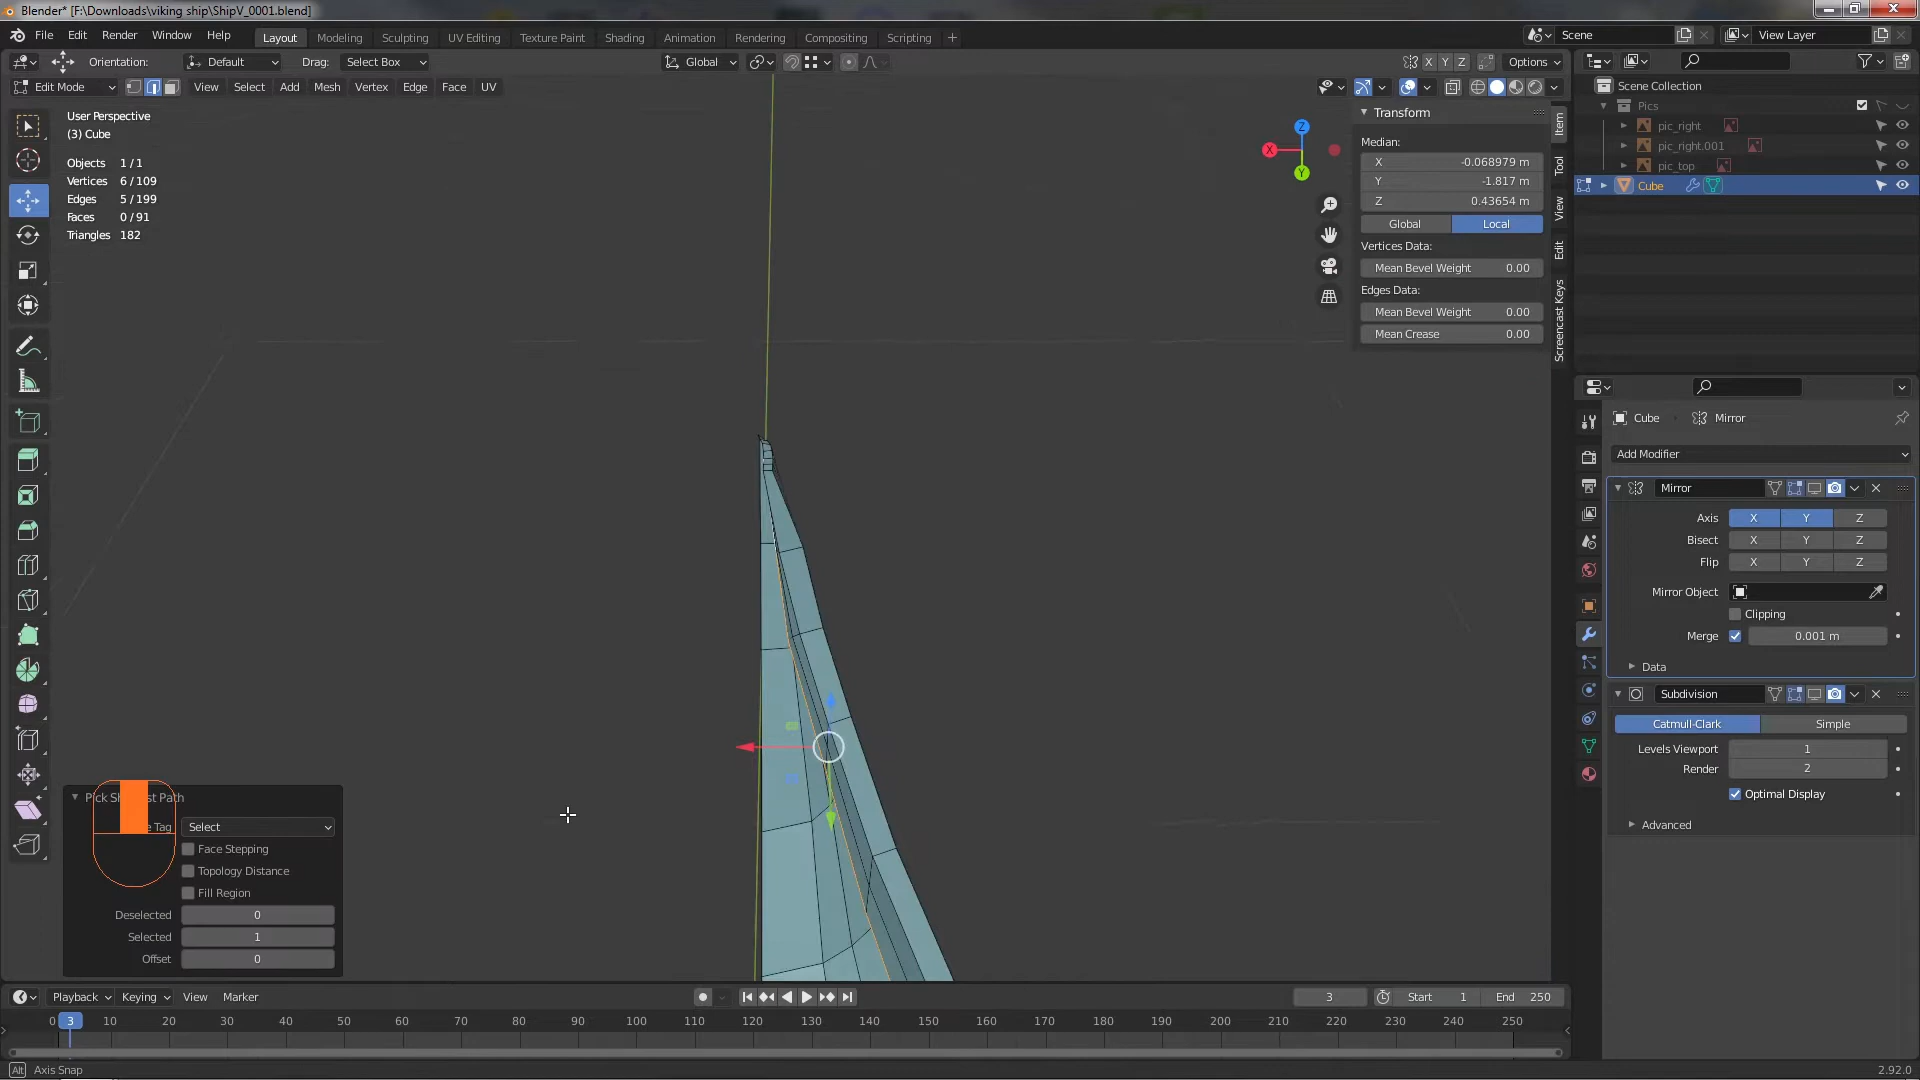 Blender* [F:\Downloads\viking ship\ShipV_0001.blend]
File Edit Render Window Help Layout Modeling Sculpting UV Editing Texture Paint Shading Animation Rendering Compositing Scripting + Scene View Layer
Orientation: Default Drag: Select Box Global X Y Z Options
Edit Mode View Select Add Mesh Vertex Edge Face UV
User Perspective
(3) Cube
Objects 1 / 1
Vertices 6 / 109
Edges 5 / 199
Faces 0 / 91
Triangles 182
Z
X
Y
Transform
Median:
X -0.068979 m
Y -1.817 m
Z 0.43654 m
Global Local
Vertices Data:
Mean Bevel Weight 0.00
Edges Data:
Mean Bevel Weight 0.00
Mean Crease 0.00
Item
Tool
View
Edit
Screencast Keys
Scene Collection
Pics
pic_right
pic_right.001
pic_top
Cube
Cube Mirror
Add Modifier
Mirror
Axis X Y Z
Bisect X Y Z
Flip X Y Z
Mirror Object
Clipping
Merge 0.001 m
Data
Subdivision
Catmull-Clark Simple
Levels Viewport 1
Render 2
Optimal Display
Advanced
Select
Face Stepping
Topology Distance
Fill Region
Deselected 0
Selected 1
Offset 0
Playback Keying View Marker 3 Start 1 End 250
0 3 10 20 30 40 50 60 70 80 90 100 110 120 130 140 150 160 170 180 190 200 210 220 230 240 250
Alt Axis Snap 2.92.0